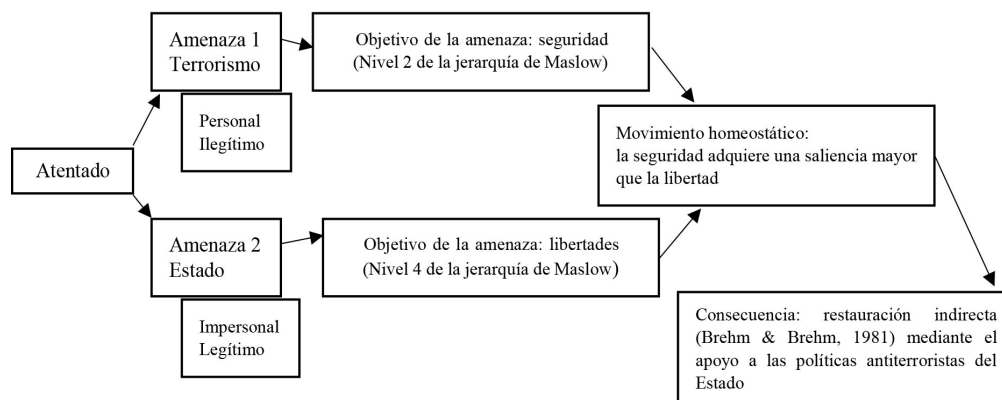 Atentado
Amenaza 1
Terrorismo
Personal
Ilegítimo
Objetivo de la amenaza: seguridad
(Nivel 2 de la jerarquía de Maslow)
Amenaza 2
Estado
Impersonal
Legítimo
Objetivo de la amenaza: libertades
(Nivel 4 de la jerarquía de Maslow)
Movimiento homeostático:
la seguridad adquiere una saliencia mayor
que la libertad
Consecuencia: restauración indirecta
(Brehm & Brehm, 1981) mediante el
apoyo a las políticas antiterroristas del
Estado